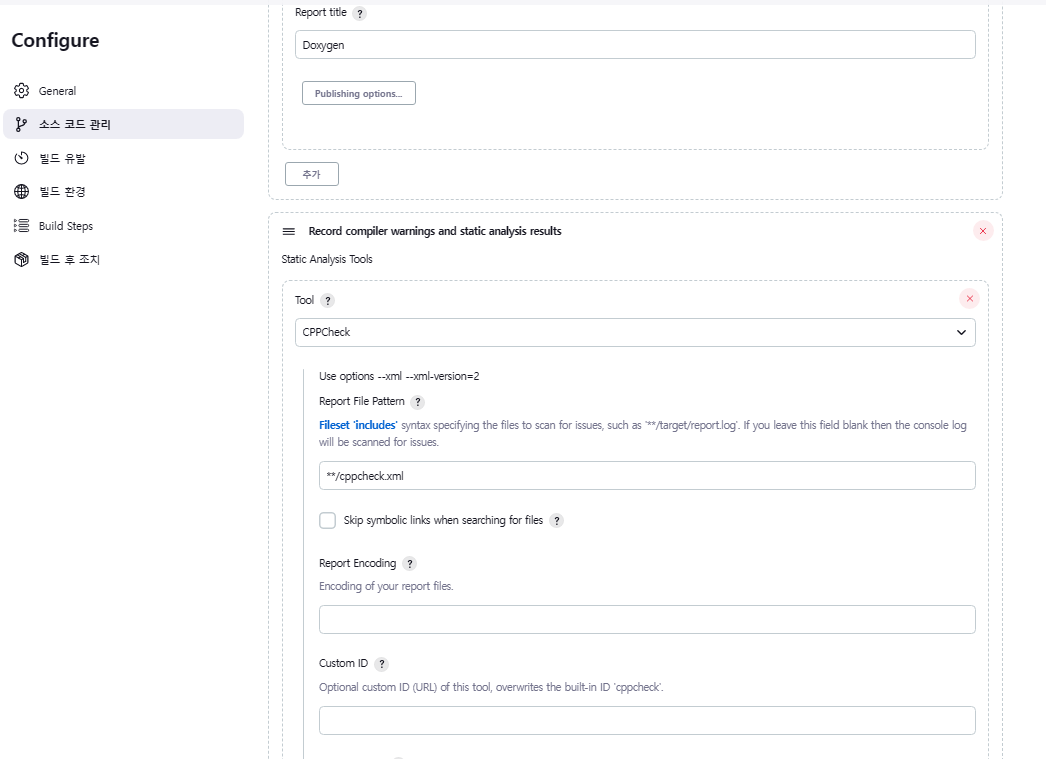 Configure
General
소스 코드 관리
빌드 유발
빌드 환경
Build Steps
빌드 후 조치
Report title ?
Doxygen
Publishing options...
추가
Record compiler warnings and static analysis results
Static Analysis Tools
Tool ?
CPPCheck
Use options --xml --xml-version=2
Report File Pattern ?
Fileset 'includes' syntax specifying the files to scan for issues, such as '**/target/report.log'. If you leave this field blank then the console log
will be scanned for issues.
**/cppcheck.xml
Skip symbolic links when searching for files ?
Report Encoding ?
Encoding of your report files.
Custom ID ?
Optional custom ID (URL) of this tool, overwrites the built-in ID 'cppcheck'.